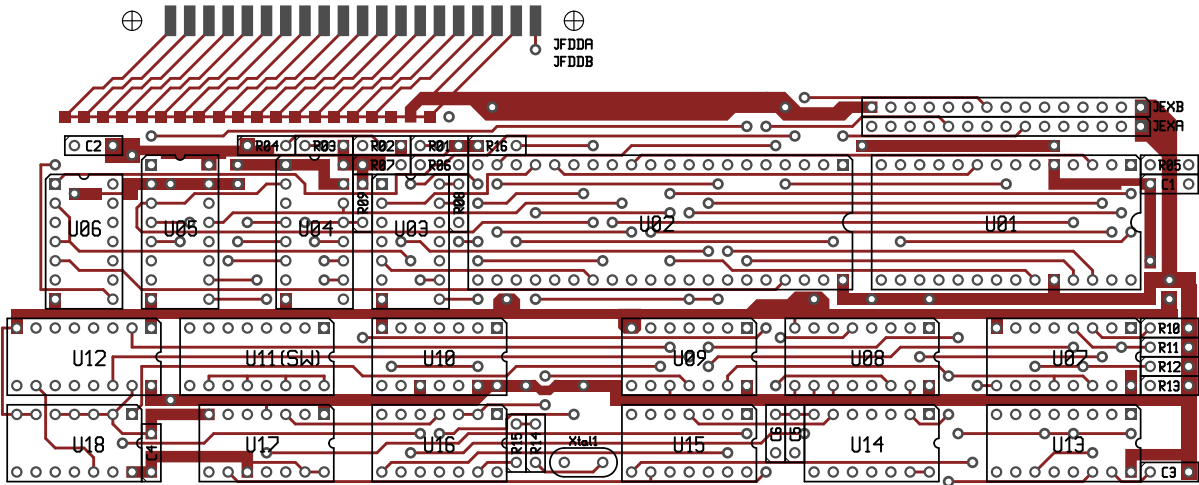 JFDDA
JFDDB
JEXB
JEXA
C2 R04 R03 R02 R01 R16
R07 R06 R05
C1
R09 R08
U06 U05 U04 U03 U02 U01
R10
U12 U11(SW) U10 U09 U08 U07 R11
R12
R13
U18 C4 U17 U16 R15 R14 Xtal1 U15 C6 C5 U14 U13
C3